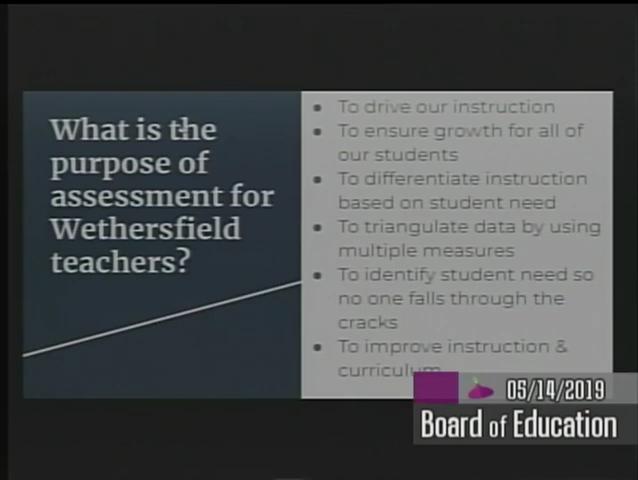 What is the
purpose of
assessment for
Wethersfield
teachers?
To drive our instruction
To ensure growth for all of
our students
To differentiate instruction
based on student need
To triangulate data by using
multiple measures
To identify student need so
no one falls through the
cracks
To improve instruction &
curriculum
05/14/2019
Board of Education